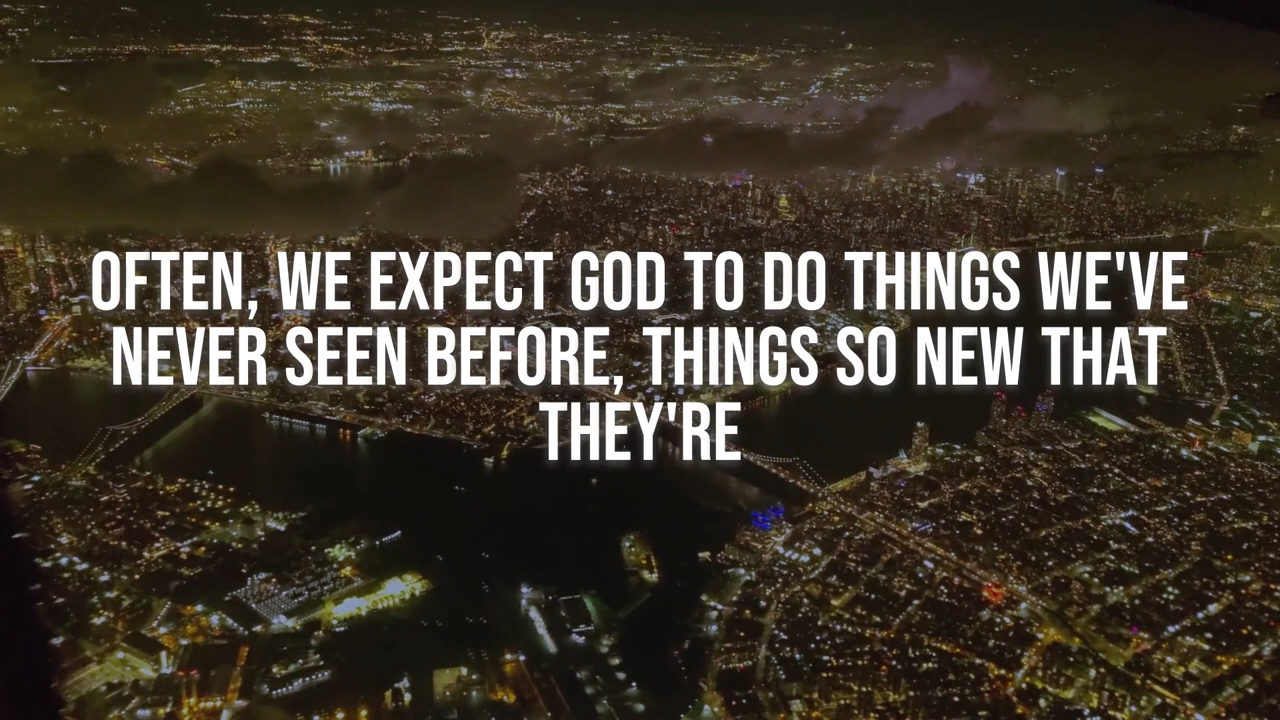 OFTEN, WE EXPECT GOD TO DO THINGS WE'VE
NEVER SEEN BEFORE, THINGS SO NEW THAT
THEY'RE